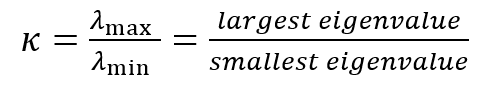 κ = λmax / λmin = largest eigenvalue / smallest eigenvalue